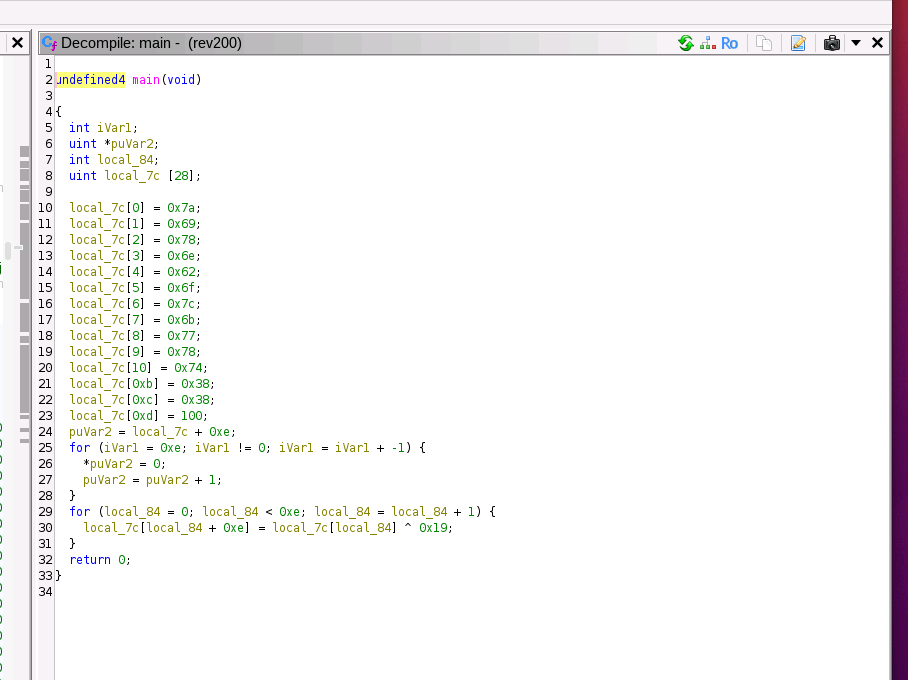 Decompile: main - (rev200)
Ro
1
2 undefined4 main(void)
3
4 {
5 int iVar1;
6 uint *puVar2;
7 int local_84;
8 uint local_7c [28];
9
10 local_7c[0] = 0x7a;
11 local_7c[1] = 0x69;
12 local_7c[2] = 0x78;
13 local_7c[3] = 0x6e;
14 local_7c[4] = 0x62;
15 local_7c[5] = 0x6f;
16 local_7c[6] = 0x7c;
17 local_7c[7] = 0x6b;
18 local_7c[8] = 0x77;
19 local_7c[9] = 0x78;
20 local_7c[10] = 0x74;
21 local_7c[0xb] = 0x38;
22 local_7c[0xc] = 0x38;
23 local_7c[0xd] = 100;
24 puVar2 = local_7c + 0xe;
25 for (iVar1 = 0xe; iVar1 != 0; iVar1 = iVar1 + -1) {
26 *puVar2 = 0;
27 puVar2 = puVar2 + 1;
28 }
29 for (local_84 = 0; local_84 < 0xe; local_84 = local_84 + 1) {
30 local_7c[local_84 + 0xe] = local_7c[local_84] ^ 0x19;
31 }
32 return 0;
33 }
34